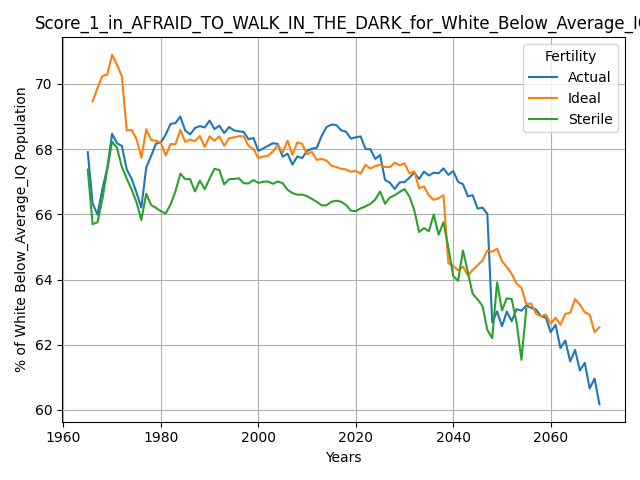 Score_1_in_AFRAID_TO_WALK_IN_THE_DARK_for_White_Below_Average_IQ
Fertility
Actual
Ideal
Sterile
% of White Below_Average_IQ Population
70
68
66
64
62
60
1960
1980
2000
2020
2040
2060
Years